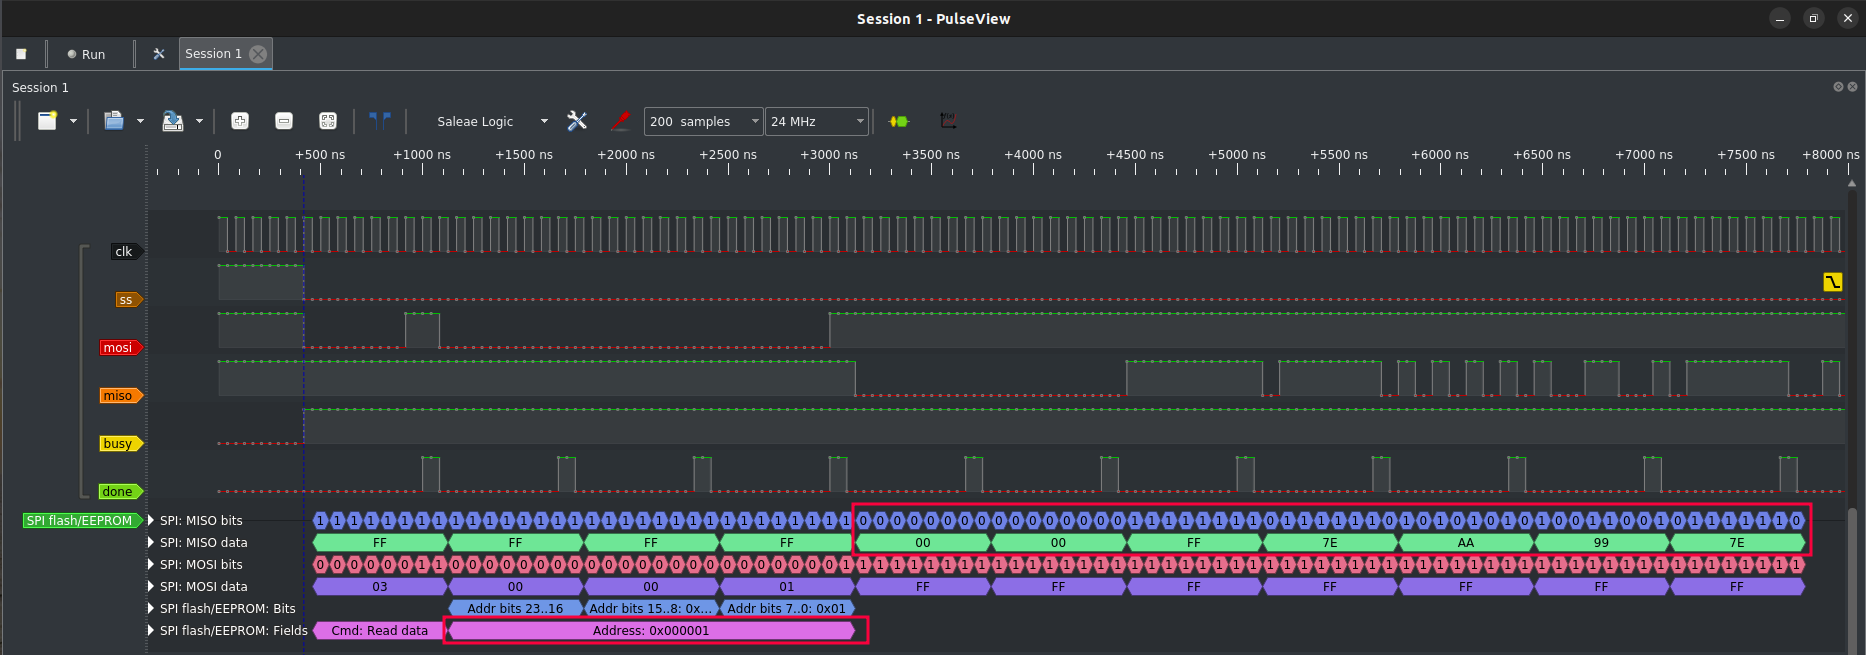 Session 1 - PulseView
Run
Session 1
Session 1
Saleae Logic
200 samples
24 MHz
0 +500 ns +1000 ns +1500 ns +2000 ns +2500 ns +3000 ns +3500 ns +4000 ns +4500 ns +5000 ns +5500 ns +6000 ns +6500 ns +7000 ns +7500 ns +8000 ns
clk
ss
mosi
miso
busy
done
SPI flash/EEPROM
SPI: MISO bits 1 1 1 1 1 1 1 1 1 1 1 1 1 1 1 1 1 1 1 1 1 1 1 1 1 1 1 1 1 1 1 1 0 0 0 0 0 0 0 0 0 0 0 0 0 0 0 0 1 1 1 1 1 1 1 1 0 1 1 1 1 1 1 0 1 0 1 0 1 0 1 0 1 0 0 1 1 0 0 1 0 1 1 1 1 1 1 0
SPI: MISO data FF FF FF FF 00 00 FF 7E AA 99 7E
SPI: MOSI bits 0 0 0 0 0 0 1 1 0 0 0 0 0 0 0 0 0 0 0 0 0 0 0 0 0 0 0 0 0 0 0 1 1 1 1 1 1 1 1 1 1 1 1 1 1 1 1 1 1 1 1 1 1 1 1 1 1 1 1 1 1 1 1 1 1 1 1 1 1 1 1 1 1 1 1 1 1 1 1 1 1 1 1 1 1 1 1 1
SPI: MOSI data 03 00 00 01 FF FF FF FF FF FF FF
SPI flash/EEPROM: Bits Addr bits 23..16 Addr bits 15..8: 0x... Addr bits 7..0: 0x01
SPI flash/EEPROM: Fields Cmd: Read data Address: 0x000001